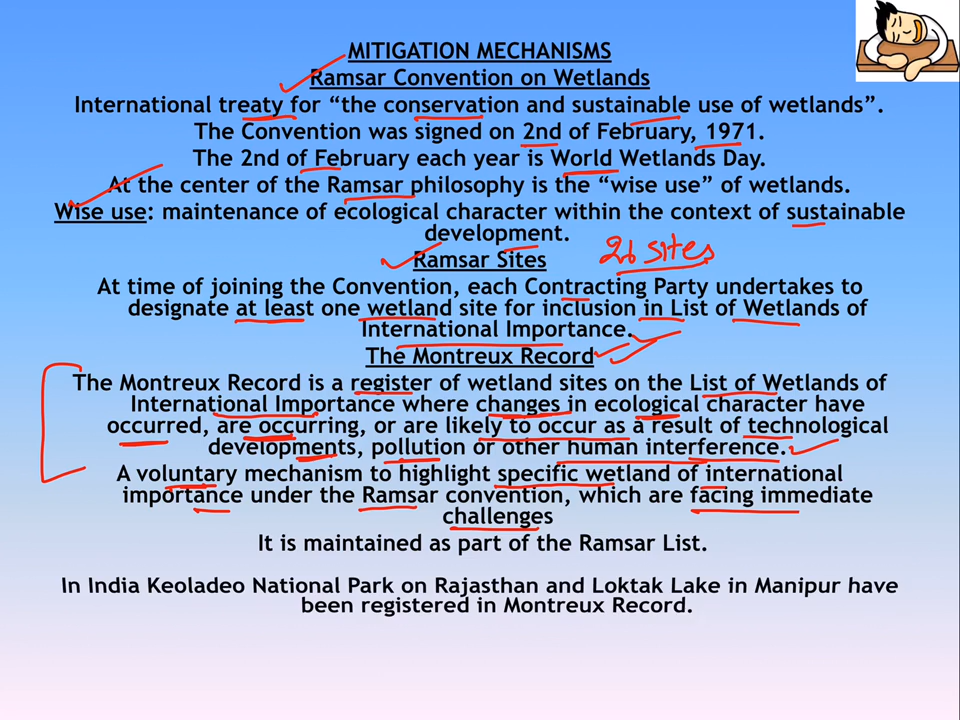 MITIGATION MECHANISMS
Ramsar Convention on Wetlands
International treaty for “the conservation and sustainable use of wetlands”.
The Convention was signed on 2nd of February, 1971.
The 2nd of February each year is World Wetlands Day.
At the center of the Ramsar philosophy is the “wise use” of wetlands.
Wise use: maintenance of ecological character within the context of sustainable
development.
26 sites
Ramsar Sites
At time of joining the Convention, each Contracting Party undertakes to
designate at least one wetland site for inclusion in List of Wetlands of
International Importance.
The Montreux Record
The Montreux Record is a register of wetland sites on the List of Wetlands of
International Importance where changes in ecological character have
occurred, are occurring, or are likely to occur as a result of technological
developments, pollution or other human interference.
A voluntary mechanism to highlight specific wetland of international
importance under the Ramsar convention, which are facing immediate
challenges
It is maintained as part of the Ramsar List.
In India Keoladeo National Park on Rajasthan and Loktak Lake in Manipur have
been registered in Montreux Record.